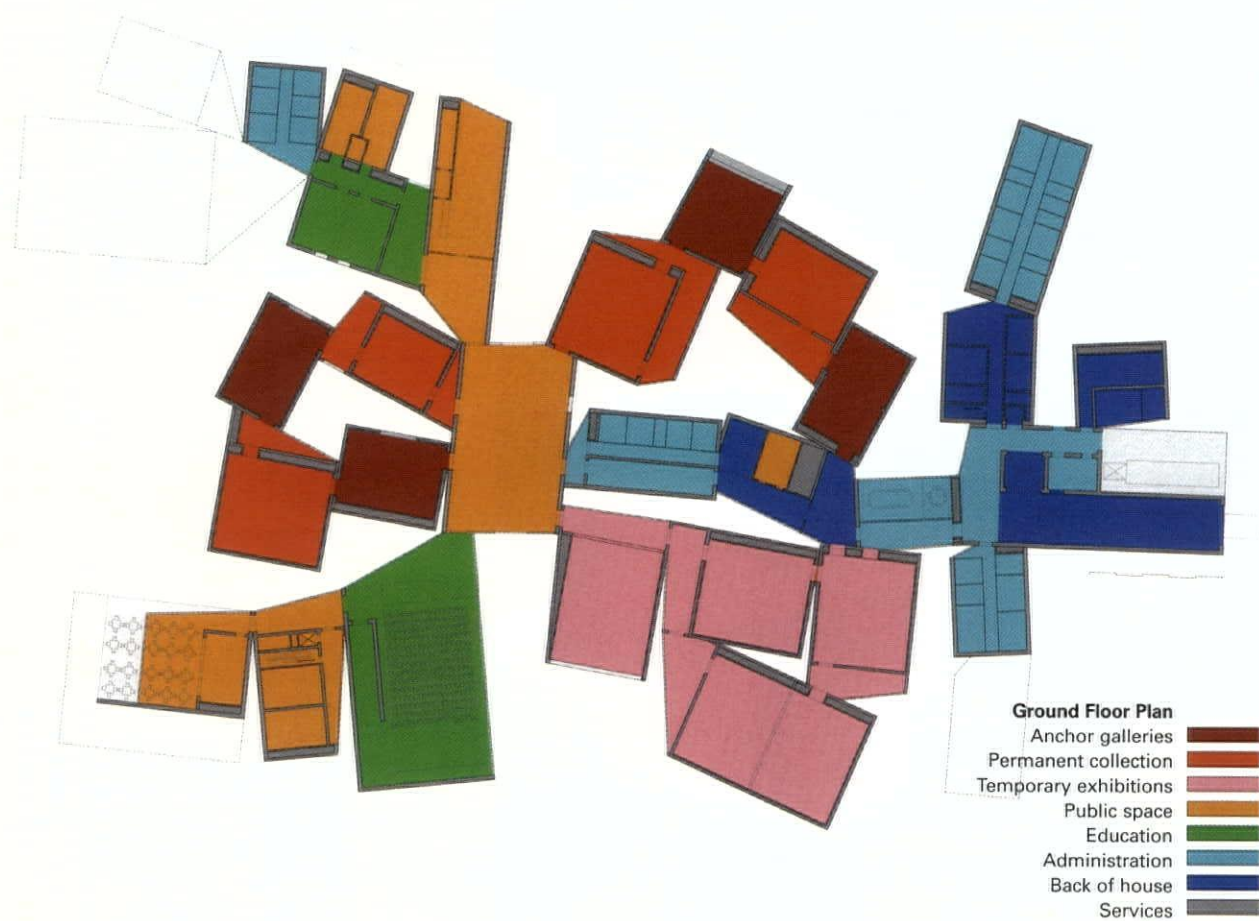 Ground Floor Plan
Anchor galleries
Permanent collection
Temporary exhibitions
Public space
Education
Administration
Back of house
Services